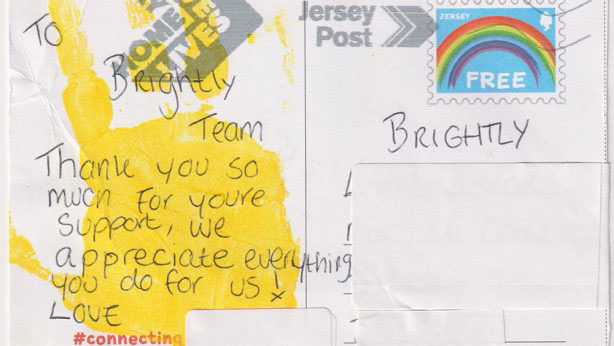 Jersey
Post
JERSEY
FREE
To
Brightly
Team
Thank you so
much for youre
support, we
appreciate everything
you do for us! x
Love
#connecting
BRIGHTLY